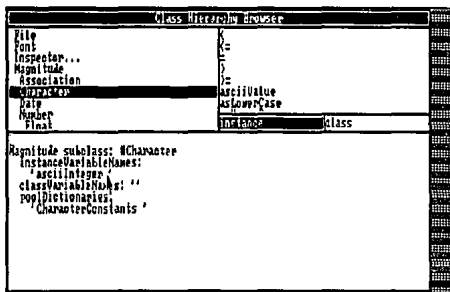 Class Hierarchy Browser
File
Font
Inspector...
Magnitude
Association
Character
Date
Number
Float
<
<=
=
>
>=
asciiValue
asLowerCase
instance
class
Magnitude subclass: #Character
instanceVariableNames:
'asciiInteger'
classVariableNames: ''
poolDictionaries:
'CharacterConstants '